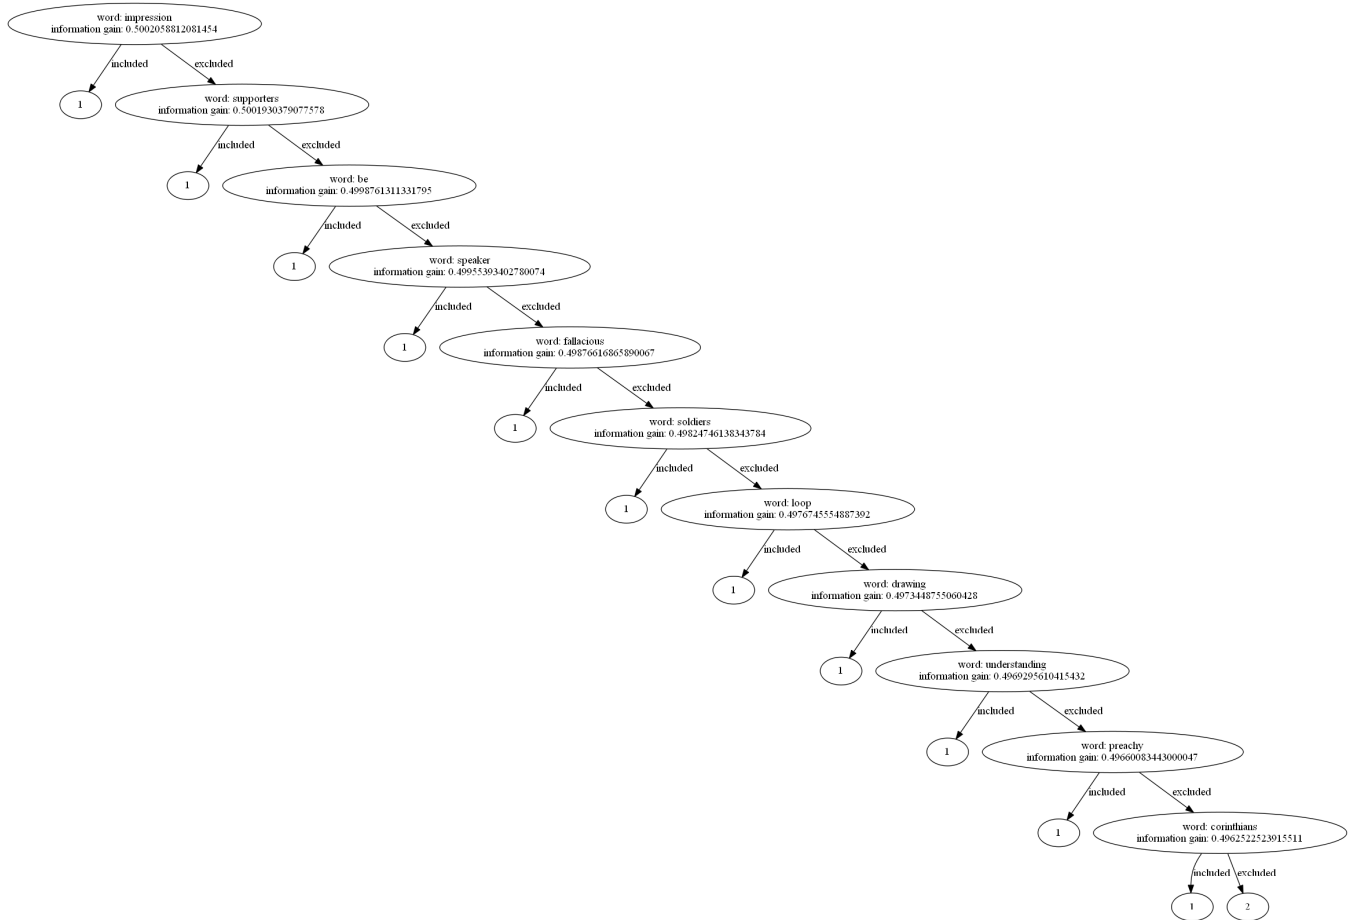 word: impression
information gain: 0.5002058812081454
included
excluded
1
word: supporters
information gain: 0.5001930379077578
included
excluded
1
word: be
information gain: 0.4998761311331795
included
excluded
1
word: speaker
information gain: 0.49955393402780074
included
excluded
1
word: fallacious
information gain: 0.49876616865890067
included
excluded
1
word: soldiers
information gain: 0.49824746138343784
included
excluded
1
word: loop
information gain: 0.4976745554887392
included
excluded
1
word: drawing
information gain: 0.4973448755060428
included
excluded
1
word: understanding
information gain: 0.4969295610415432
included
excluded
1
word: preachy
information gain: 0.49660083443000047
included
excluded
1
word: corinthians
information gain: 0.4962522523915511
included
excluded
1
2